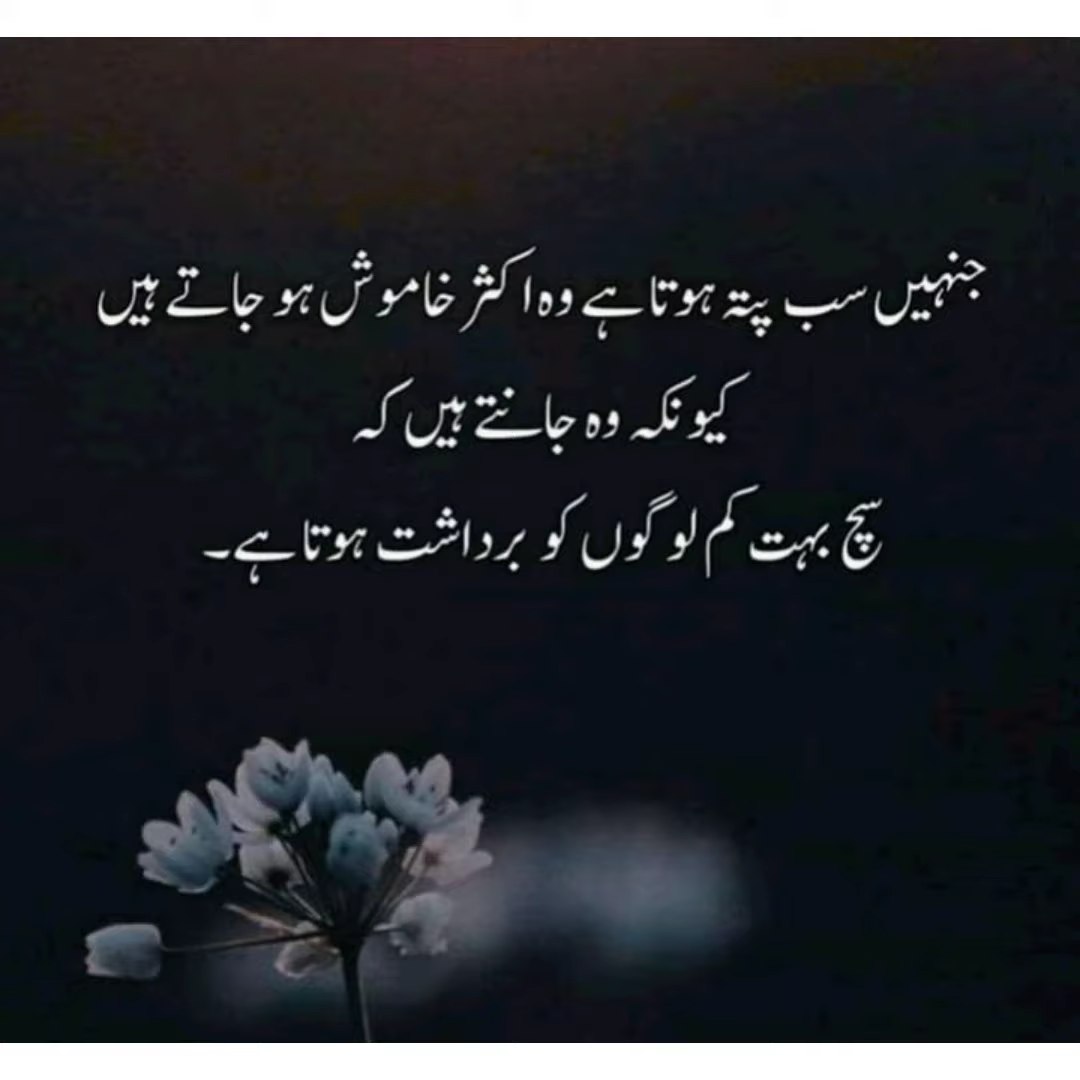 جنہیں سب پتہ ہوتا ہے وہ اکثر خاموش ہو جاتے ہیں
کیونکہ وہ جانتے ہیں کہ
سچ بہت کم لوگوں کو برداشت ہوتا ہے۔